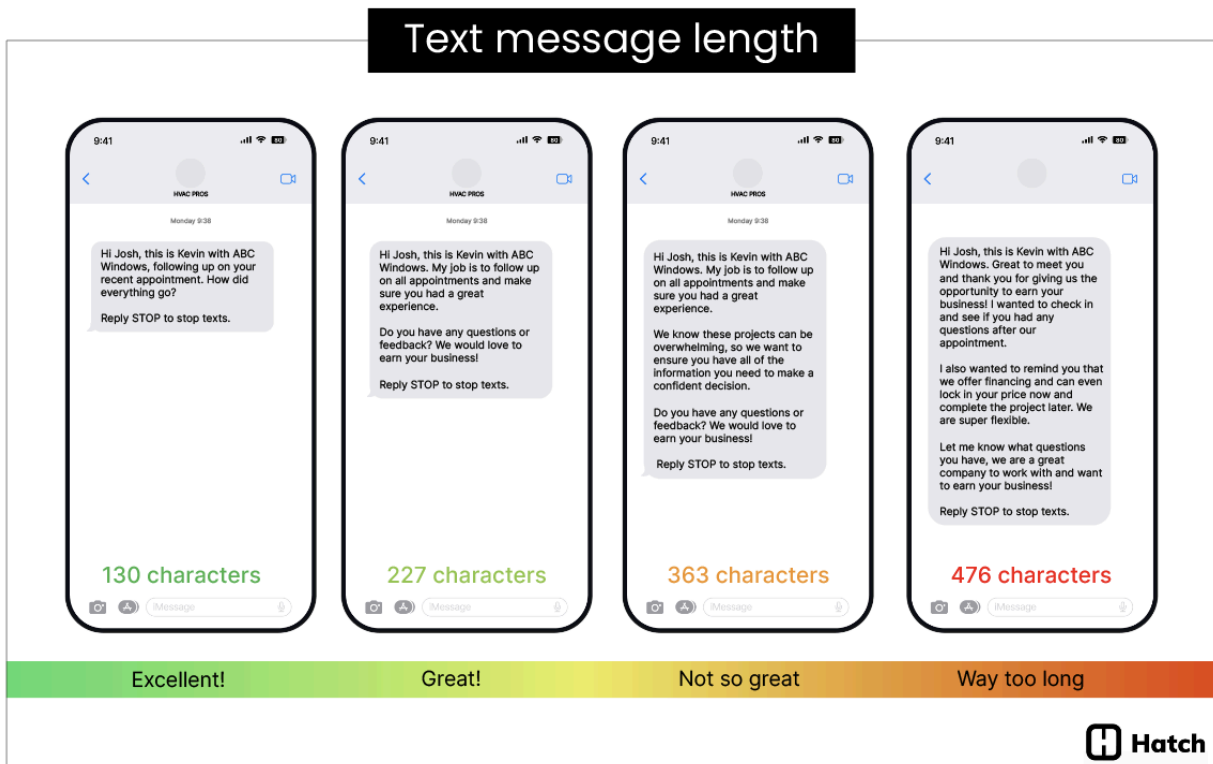 Text message length
9:41
80
HVAC PROS
Monday 9:38
Hi Josh, this is Kevin with ABC
Windows, following up on your
recent appointment. How did
everything go?
Reply STOP to stop texts.
130 characters
iMessage
Excellent!
9:41
80
HVAC PROS
Monday 9:38
Hi Josh, this is Kevin with ABC
Windows. My job is to follow up
on all appointments and make
sure you had a great
experience.
Do you have any questions or
feedback? We would love to
earn your business!
Reply STOP to stop texts.
227 characters
iMessage
Great!
9:41
80
HVAC PROS
Monday 9:38
Hi Josh, this is Kevin with ABC
Windows. My job is to follow up
on all appointments and make
sure you had a great
experience.
We know these projects can be
overwhelming, so we want to
ensure you have all of the
information you need to make a
confident decision.
Do you have any questions or
feedback? We would love to
earn your business!
Reply STOP to stop texts.
363 characters
iMessage
Not so great
9:41
80
Hi Josh, this is Kevin with ABC
Windows. Great to meet you
and thank you for giving us the
opportunity to earn your
business! I wanted to check in
and see if you had any
questions after our
appointment.
I also wanted to remind you that
we offer financing and can even
lock in your price now and
complete the project later. We
are super flexible.
Let me know what questions
you have, we are a great
company to work with and want
to earn your business!
Reply STOP to stop texts.
476 characters
iMessage
Way too long
Hatch